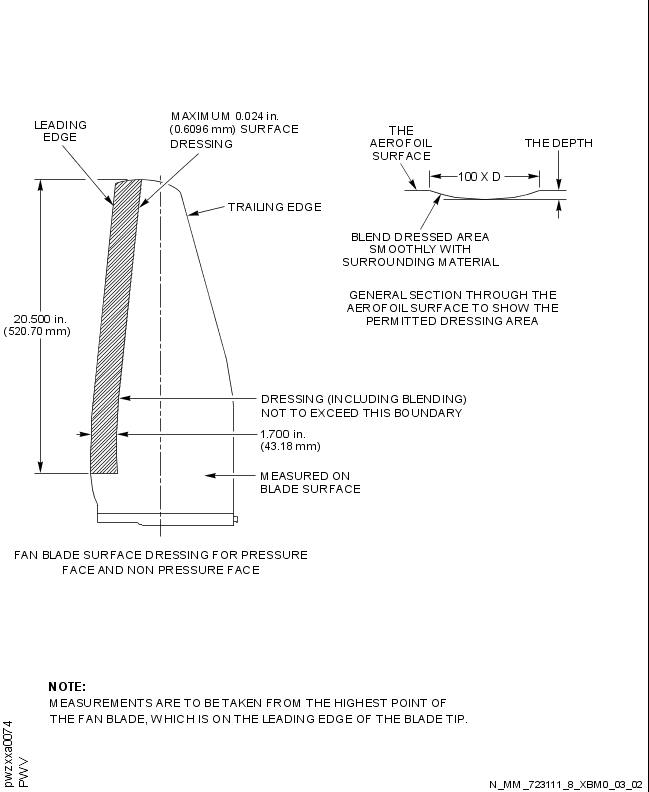 LEADING
EDGE
MAXIMUM 0.024 in.
(0.6096 mm) SURFACE
DRESSING
THE
AEROFOIL
SURFACE
THE DEPTH
100 X D
TRAILING EDGE
BLEND DRESSED AREA
SMOOTHLY WITH
SURROUNDING MATERIAL
GENERAL SECTION THROUGH THE
AEROFOIL SURFACE TO SHOW THE
PERMITTED DRESSING AREA
20.500 in.
(520.70 mm)
DRESSING (INCLUDING BLENDING)
NOT TO EXCEED THIS BOUNDARY
1.700 in.
(43.18 mm)
MEASURED ON
BLADE SURFACE
FAN BLADE SURFACE DRESSING FOR PRESSURE
FACE AND NON PRESSURE FACE
NOTE:
MEASUREMENTS ARE TO BE TAKEN FROM THE HIGHEST POINT OF
THE FAN BLADE, WHICH IS ON THE LEADING EDGE OF THE BLADE TIP.
pwzxxa0074
PWV
N_MM_723111_8_XBM0_03_02